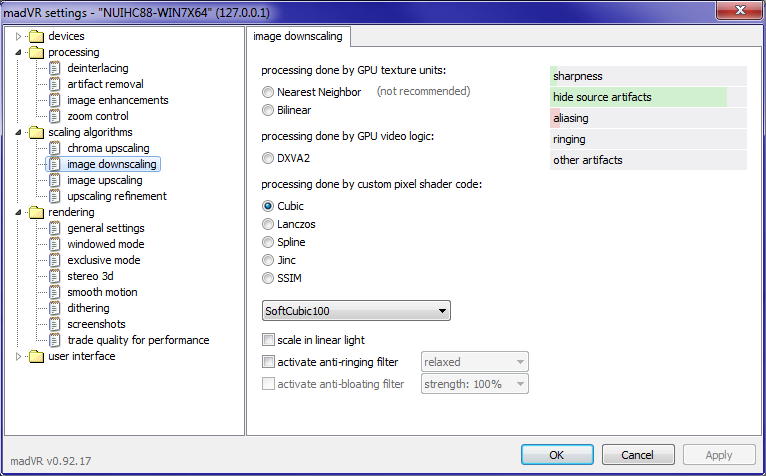 madVR settings - "NUIHC88-WIN7X64" (127.0.0.1)
devices
processing
deinterlacing
artifact removal
image enhancements
zoom control
scaling algorithms
chroma upscaling
image downscaling
image upscaling
upscaling refinement
rendering
general settings
windowed mode
exclusive mode
stereo 3d
smooth motion
dithering
screenshots
trade quality for performance
user interface
madVR v0.92.17
image downscaling
processing done by GPU texture units:
Nearest Neighbor (not recommended)
Bilinear
processing done by GPU video logic:
DXVA2
processing done by custom pixel shader code:
Cubic
Lanczos
Spline
Jinc
SSIM
SoftCubic100
scale in linear light
activate anti-ringing filter relaxed
activate anti-bloating filter strength: 100%
sharpness
hide source artifacts
aliasing
ringing
other artifacts
OK Cancel Apply